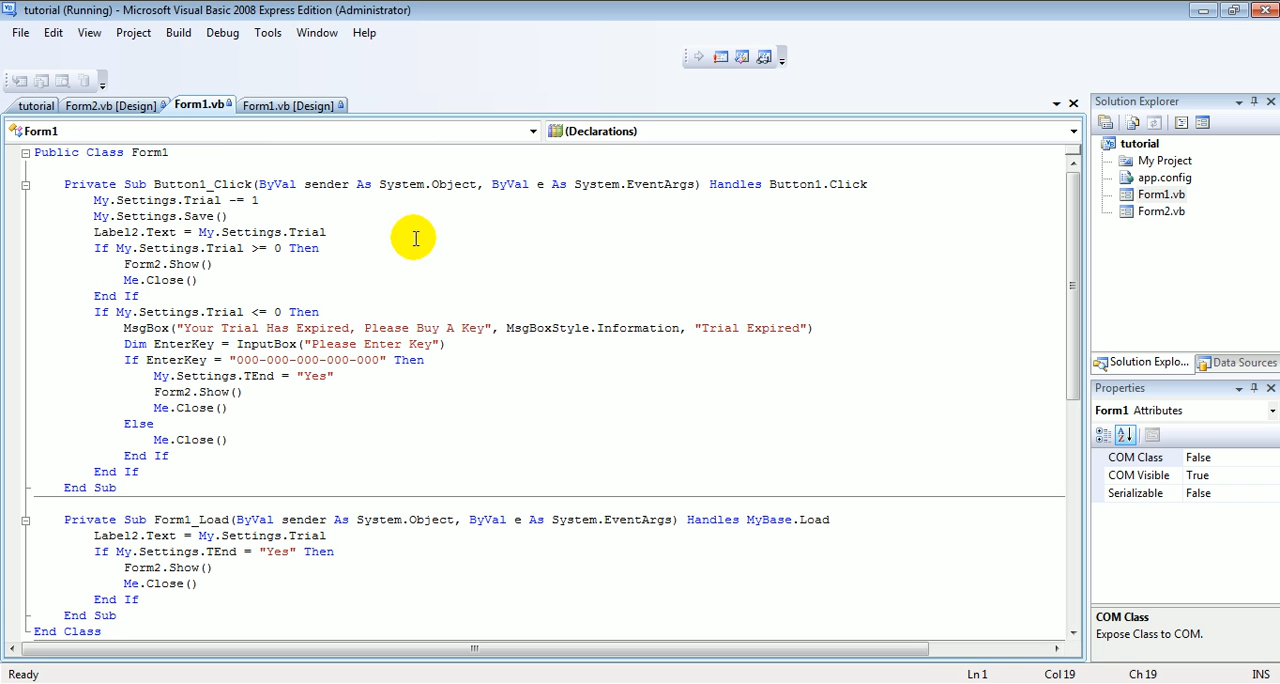 tutorial (Running) - Microsoft Visual Basic 2008 Express Edition (Administrator)
File Edit View Project Build Debug Tools Window Help
tutorial Form2.vb [Design] Form1.vb Form1.vb [Design]
Form1 (Declarations)
Public Class Form1
Private Sub Button1_Click(ByVal sender As System.Object, ByVal e As System.EventArgs) Handles Button1.Click
My.Settings.Trial -= 1
My.Settings.Save()
Label2.Text = My.Settings.Trial
If My.Settings.Trial >= 0 Then
Form2.Show()
Me.Close()
End If
If My.Settings.Trial <= 0 Then
MsgBox("Your Trial Has Expired, Please Buy A Key", MsgBoxStyle.Information, "Trial Expired")
Dim EnterKey = InputBox("Please Enter Key")
If EnterKey = "000-000-000-000-000" Then
My.Settings.TEnd = "Yes"
Form2.Show()
Me.Close()
Else
Me.Close()
End If
End If
End Sub
Private Sub Form1_Load(ByVal sender As System.Object, ByVal e As System.EventArgs) Handles MyBase.Load
Label2.Text = My.Settings.Trial
If My.Settings.TEnd = "Yes" Then
Form2.Show()
Me.Close()
End If
End Sub
End Class
Solution Explorer
tutorial
My Project
app.config
Form1.vb
Form2.vb
Solution Explo... Data Sources
Properties
Form1 Attributes
COM Class False
COM Visible True
Serializable False
COM Class
Expose Class to COM.
Ready Ln 1 Col 19 Ch 19 INS